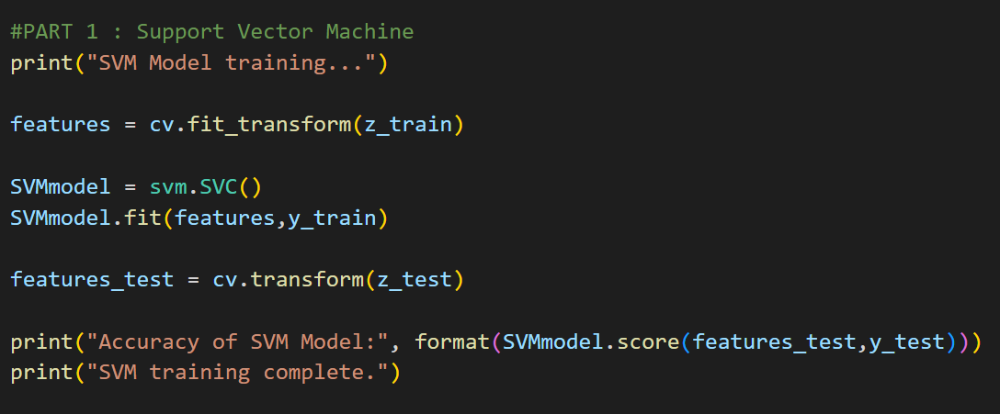 #PART 1 : Support Vector Machine
print("SVM Model training...")
features = cv.fit_transform(z_train)
SVMmodel = svm.SVC()
SVMmodel.fit(features,y_train)
features_test = cv.transform(z_test)
print("Accuracy of SVM Model:", format(SVMmodel.score(features_test,y_test)))
print("SVM training complete.")